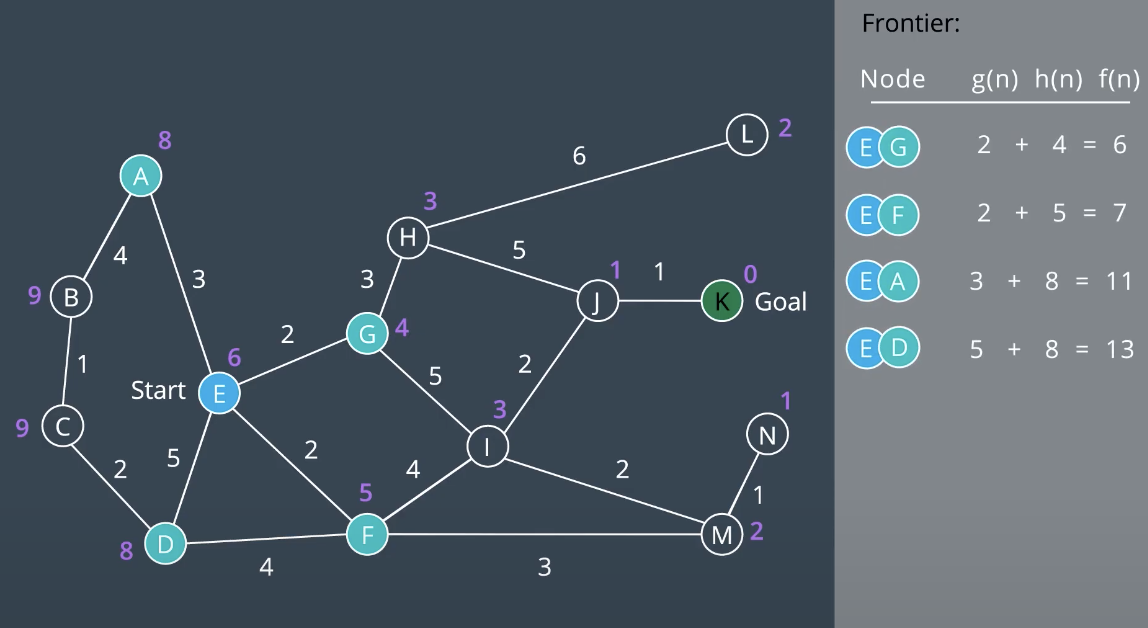 Frontier:
Node g(n) h(n) f(n)
E G 2 + 4 = 6
E F 2 + 5 = 7
E A 3 + 8 = 11
E D 5 + 8 = 13
8
A
L 2
6
3
H
4
3
5
9 B
3
1
1
0
J
K Goal
2
G 4
1
6
5
2
Start E
3
1
9 C
I
N
2
5
2
4
2
5
1
8 D
F
M 2
4
3